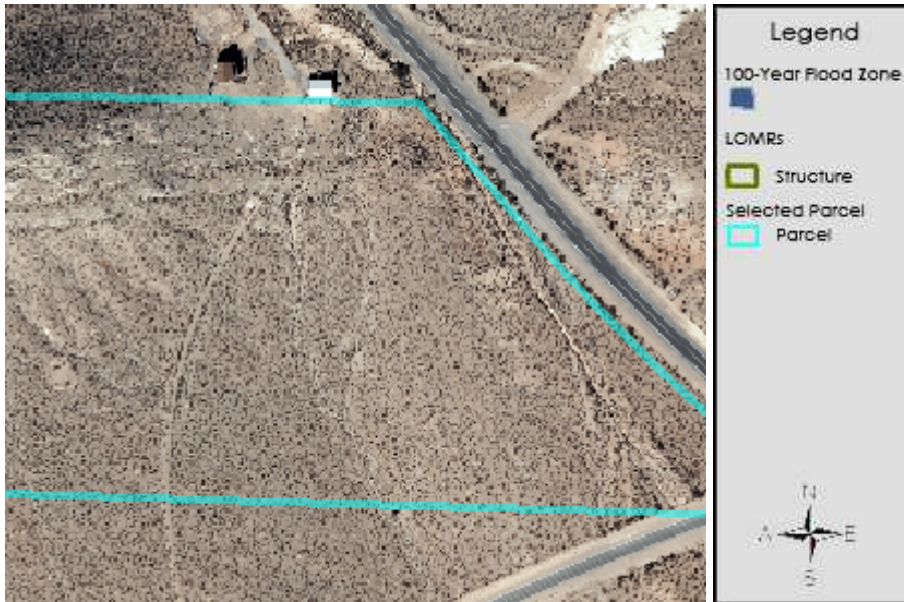 Legend
100-Year Flood Zone
LOMRs
Structure
Selected Parcel
Parcel
N
A E
S